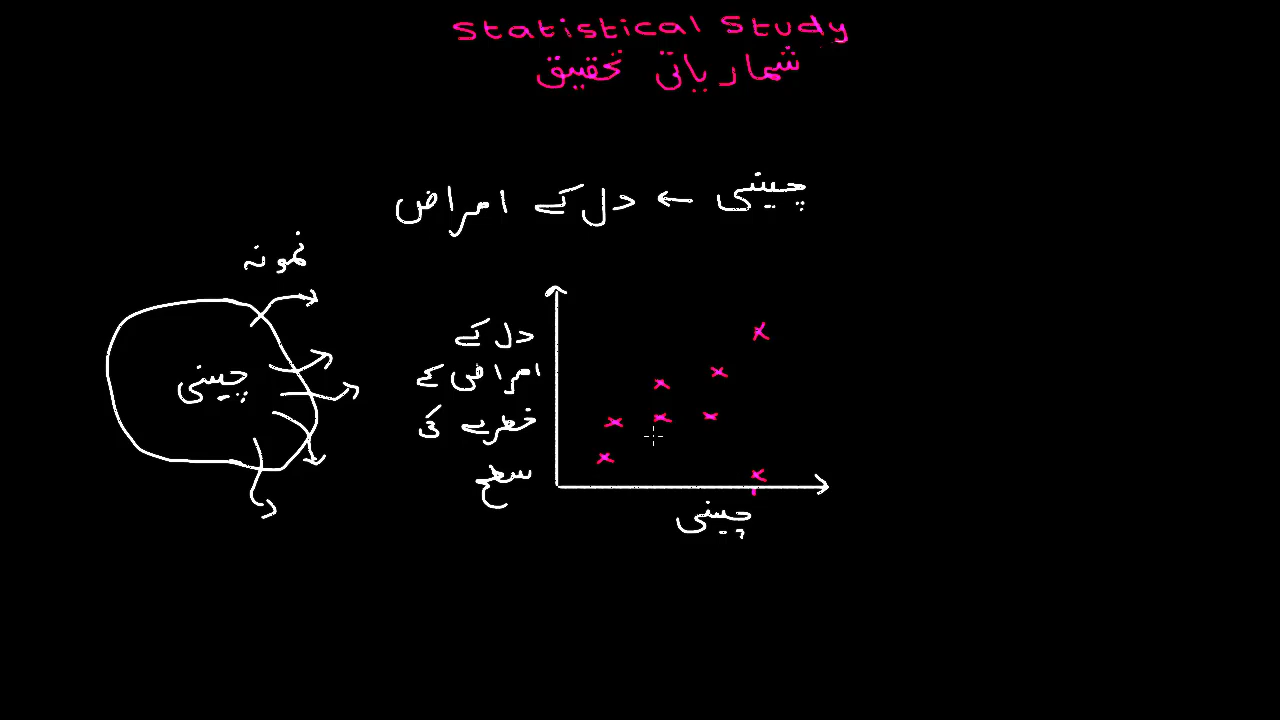 Statistical Study
شماریاتی تحقیق
چینی ← دل کے امراض
نمونہ
چینی
دل کے
امراض کے
خطرے کی
سطح
چینی